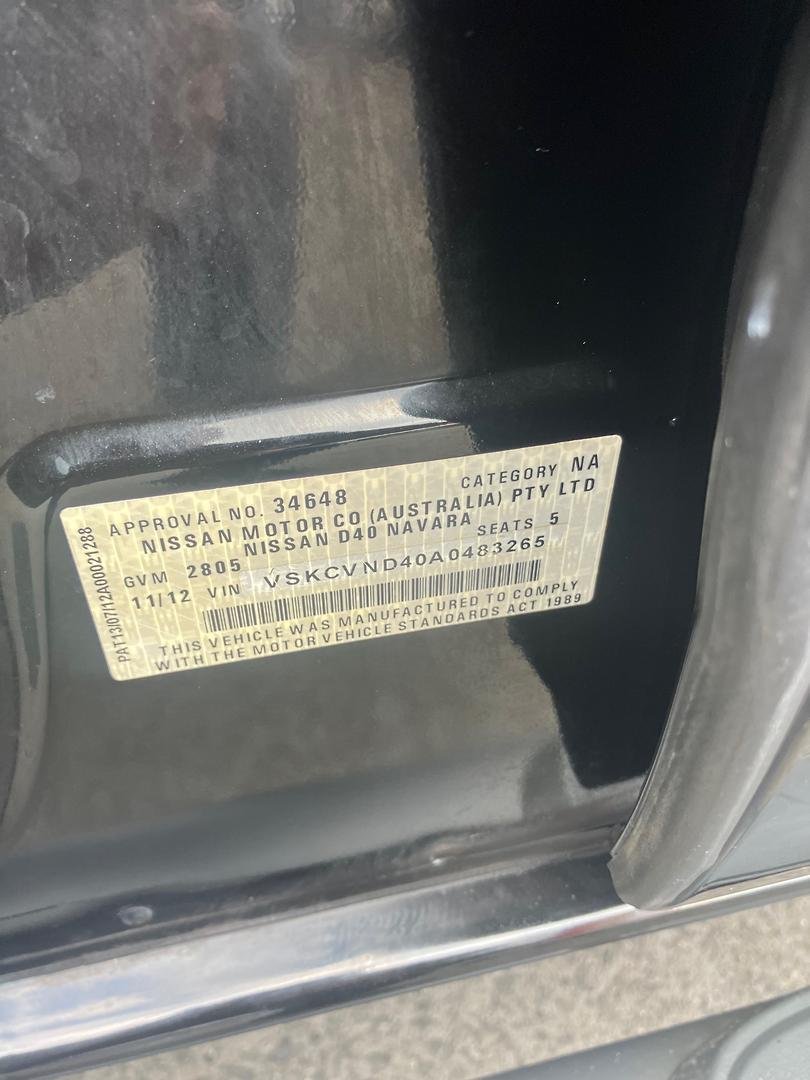 APPROVAL NO. 34648 CATEGORY NA
NISSAN MOTOR CO (AUSTRALIA) PTY LTD
NISSAN D40 NAVARA
GVM 2805 SEATS 5
11/12 VIN VSKCVND40A0483265
THIS VEHICLE WAS MANUFACTURED TO COMPLY
WITH THE MOTOR VEHICLE STANDARDS ACT 1989
PAT13/07/12A00021288